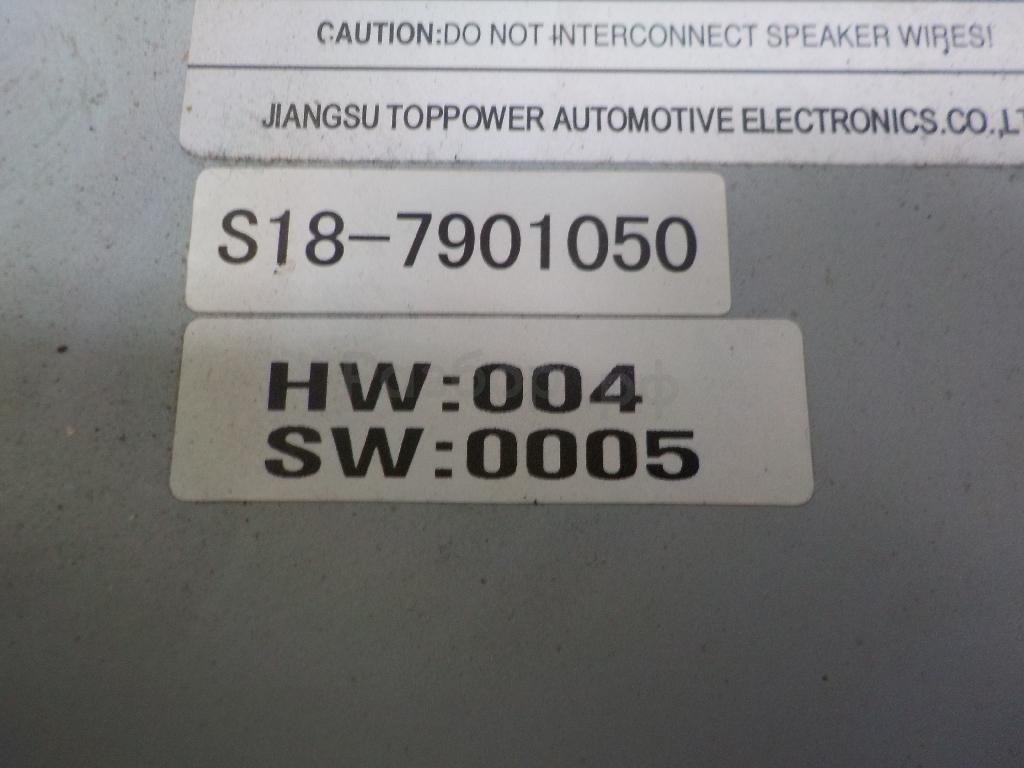 CAUTION:DO NOT INTERCONNECT SPEAKER WIRES!
JIANGSU TOPPOWER AUTOMOTIVE ELECTRONICS.CO.,LT
S18-7901050
HW:004
SW:0005